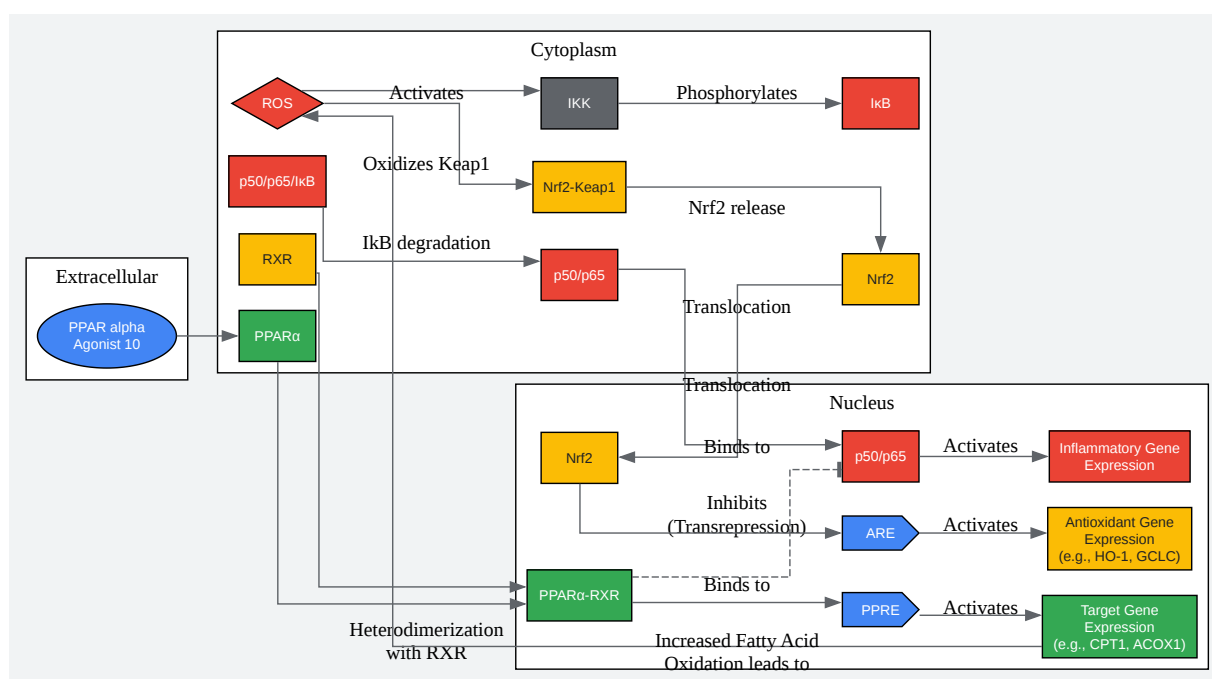 Cytoplasm
ROS
Activates
IKK
Phosphorylates
IκB
p50/p65/IκB
Oxidizes Keap1
Nrf2-Keap1
Nrf2 release
RXR
IkB degradation
p50/p65
Nrf2
Extracellular
PPAR alpha
Agonist 10
PPARα
Translocation
Translocation
Nucleus
Nrf2
Binds to
p50/p65
Activates
Inflammatory Gene
Expression
Inhibits
(Transrepression)
ARE
Activates
Antioxidant Gene
Expression
(e.g., HO-1, GCLC)
PPARα-RXR
Binds to
PPRE
Activates
Target Gene
Expression
(e.g., CPT1, ACOX1)
Heterodimerization
with RXR
Increased Fatty Acid
Oxidation leads to